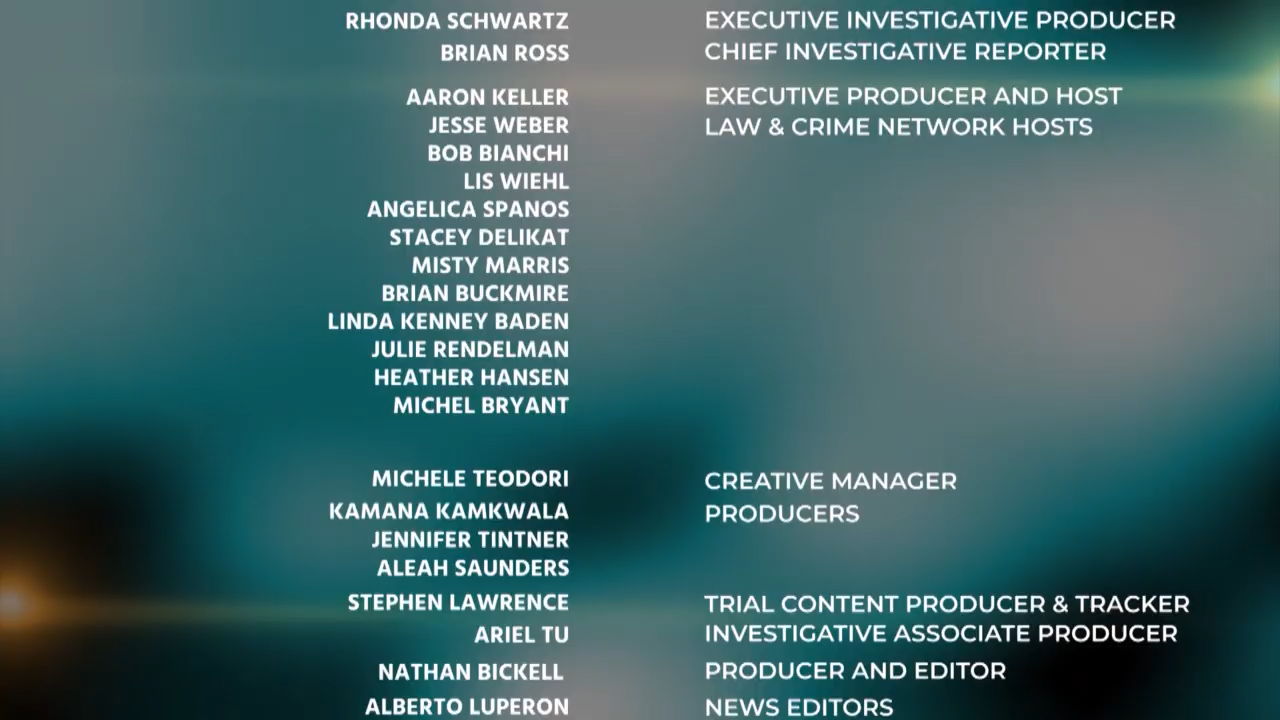 RHONDA SCHWARTZ EXECUTIVE INVESTIGATIVE PRODUCER
BRIAN ROSS CHIEF INVESTIGATIVE REPORTER
AARON KELLER EXECUTIVE PRODUCER AND HOST
JESSE WEBER LAW & CRIME NETWORK HOSTS
BOB BIANCHI
LIS WIEHL
ANGELICA SPANOS
STACEY DELIKAT
MISTY MARRIS
BRIAN BUCKMIRE
LINDA KENNEY BADEN
JULIE RENDELMAN
HEATHER HANSEN
MICHEL BRYANT
MICHELE TEODORI CREATIVE MANAGER
KAMANA KAMKWALA PRODUCERS
JENNIFER TINTNER
ALEAH SAUNDERS
STEPHEN LAWRENCE TRIAL CONTENT PRODUCER & TRACKER
ARIEL TU INVESTIGATIVE ASSOCIATE PRODUCER
NATHAN BICKELL PRODUCER AND EDITOR
ALBERTO LUPERON NEWS EDITORS